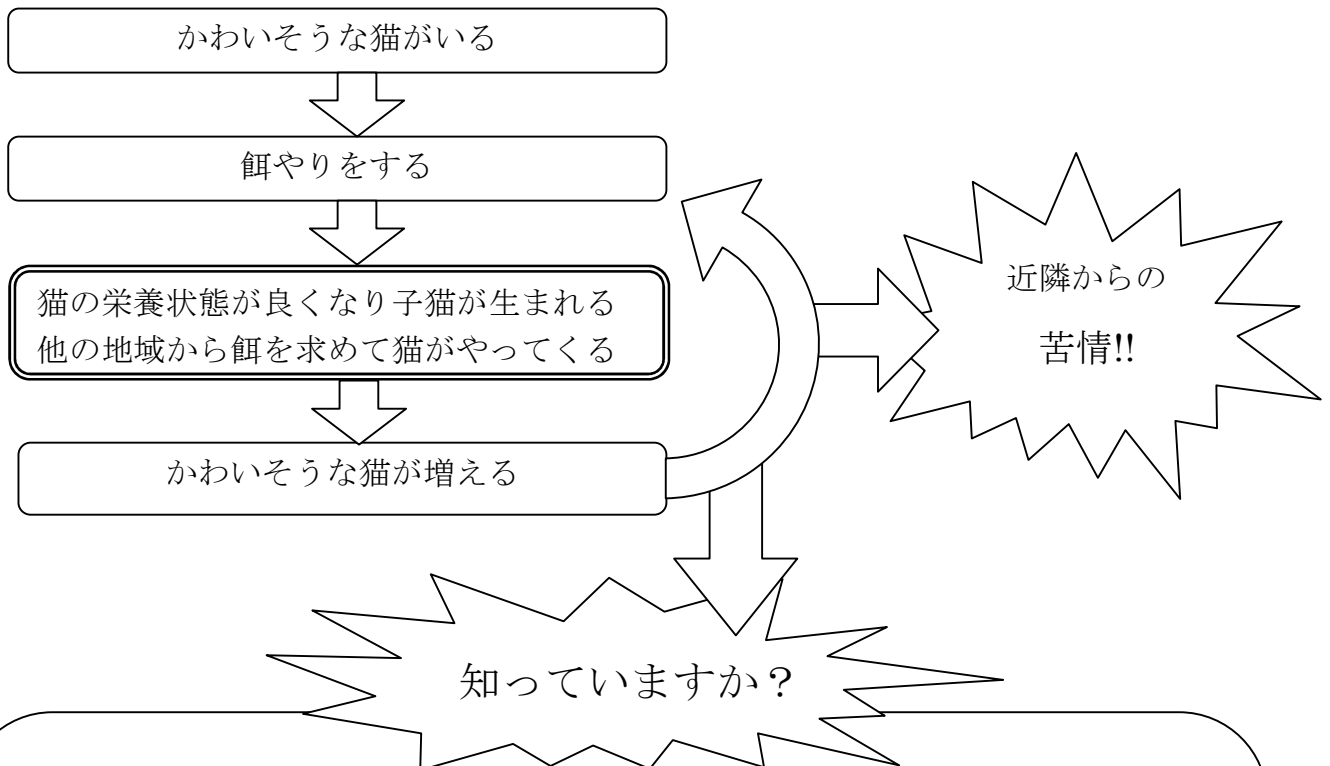 かわいそうな猫がいる
餌やりをする
猫の栄養状態が良くなり子猫が生まれる
他の地域から餌を求めて猫がやってくる
かわいそうな猫が増える
近隣からの
苦情!!
知っていますか？